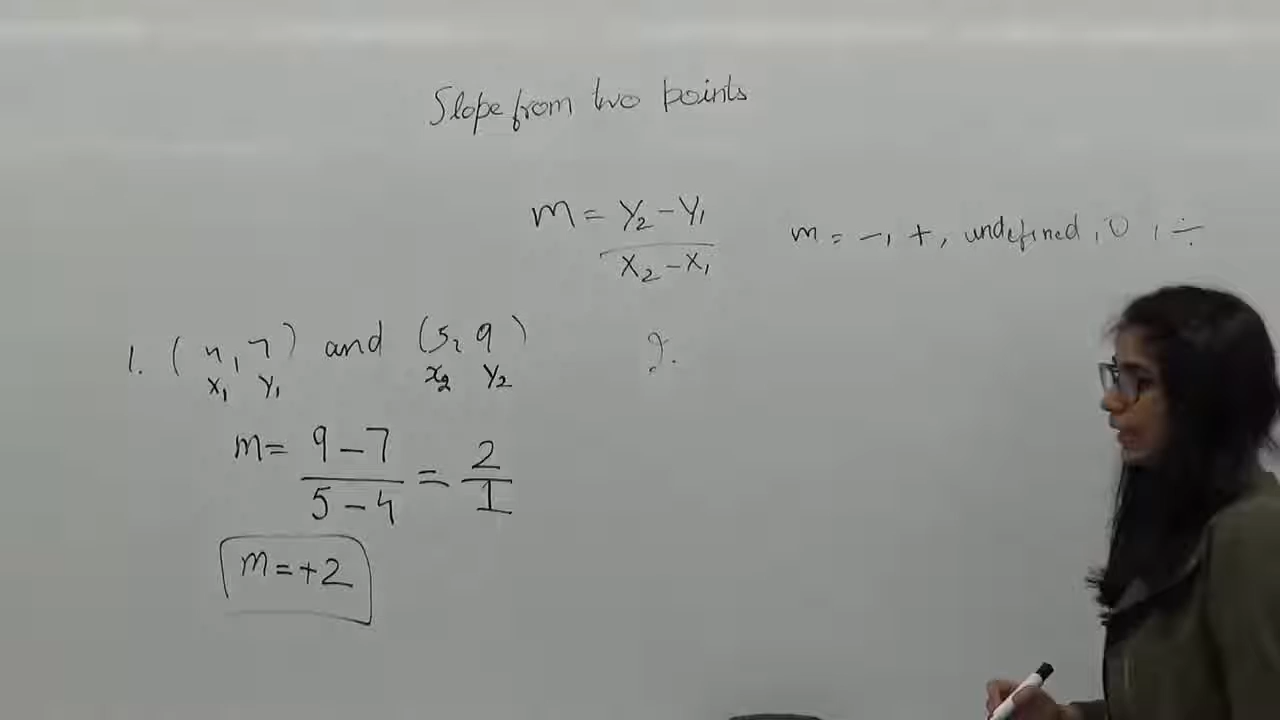 Slope from two points
m = y₂ - y₁ / x₂ - x₁
m = -, +, undefined, 0, ÷
1. (4, 7) and (5, 9)
x₁ y₁ x₂ y₂
2.
m = 9 - 7 / 5 - 4 = 2 / 1
m = +2